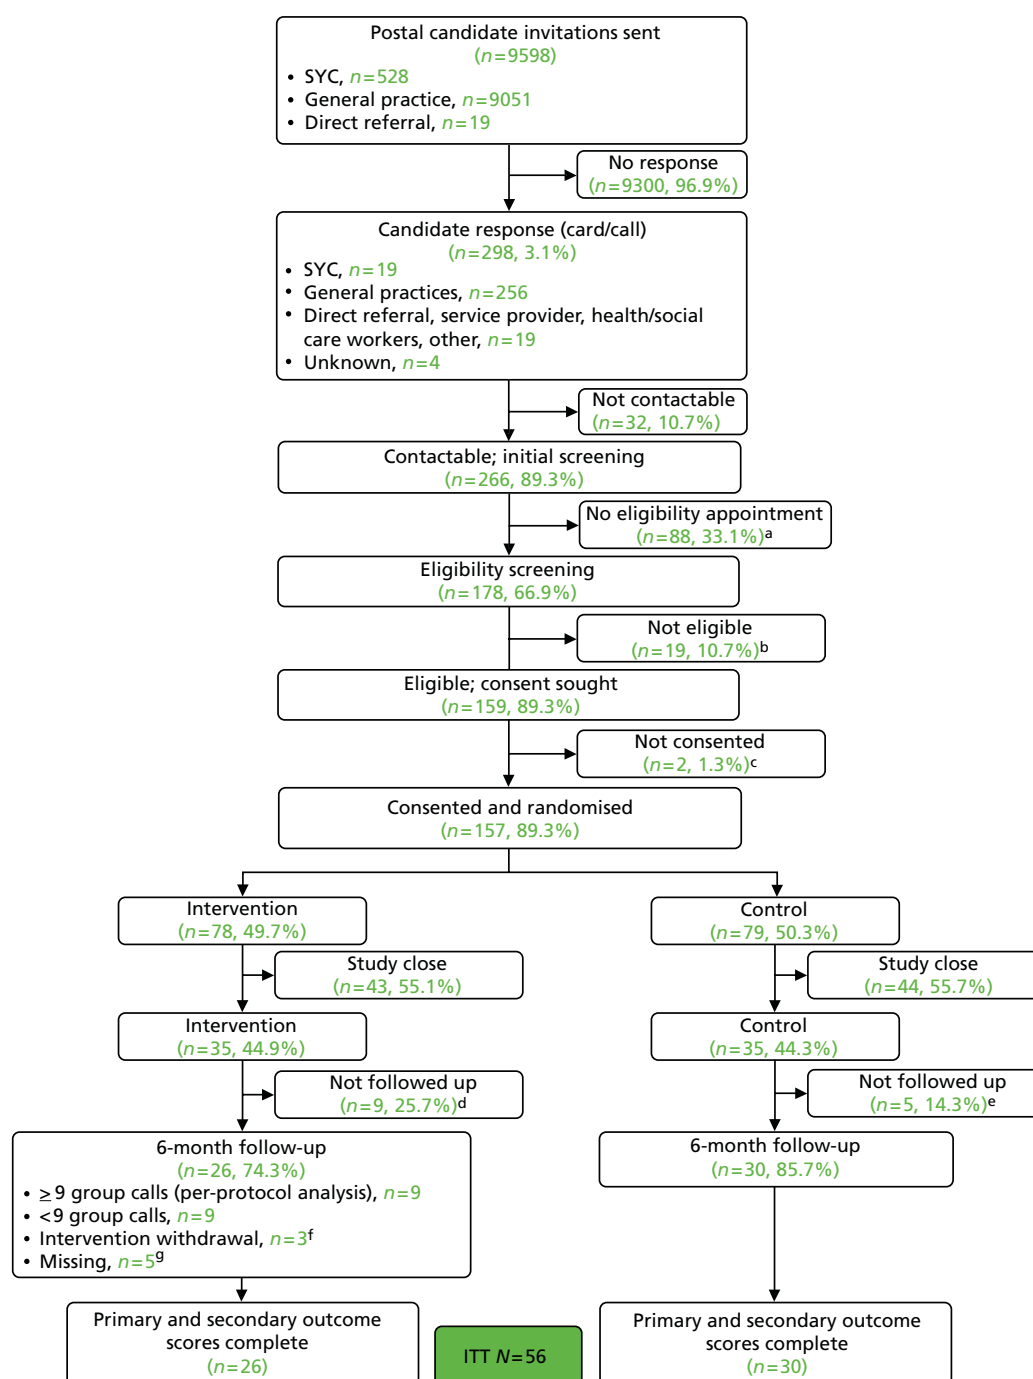 Postal candidate invitations sent
(n=9598)
• SYC, n=528
• General practice, n=9051
• Direct referral, n=19
No response
(n=9300, 96.9%)
Candidate response (card/call)
(n=298, 3.1%)
• SYC, n=19
• General practices, n=256
• Direct referral, service provider, health/social
care workers, other, n=19
• Unknown, n=4
Not contactable
(n=32, 10.7%)
Contactable; initial screening
(n=266, 89.3%)
No eligibility appointment
(n=88, 33.1%)a
Eligibility screening
(n=178, 66.9%)
Not eligible
(n=19, 10.7%)b
Eligible; consent sought
(n=159, 89.3%)
Not consented
(n=2, 1.3%)c
Consented and randomised
(n=157, 89.3%)
Intervention
(n=78, 49.7%)
Control
(n=79, 50.3%)
Study close
(n=43, 55.1%)
Study close
(n=44, 55.7%)
Intervention
(n=35, 44.9%)
Control
(n=35, 44.3%)
Not followed up
(n=9, 25.7%)d
Not followed up
(n=5, 14.3%)e
6-month follow-up
(n=26, 74.3%)
• ≥9 group calls (per-protocol analysis), n=9
• <9 group calls, n=9
• Intervention withdrawal, n=3f
• Missing, n=5g
6-month follow-up
(n=30, 85.7%)
Primary and secondary outcome
scores complete
(n=26)
ITT N=56
Primary and secondary outcome
scores complete
(n=30)